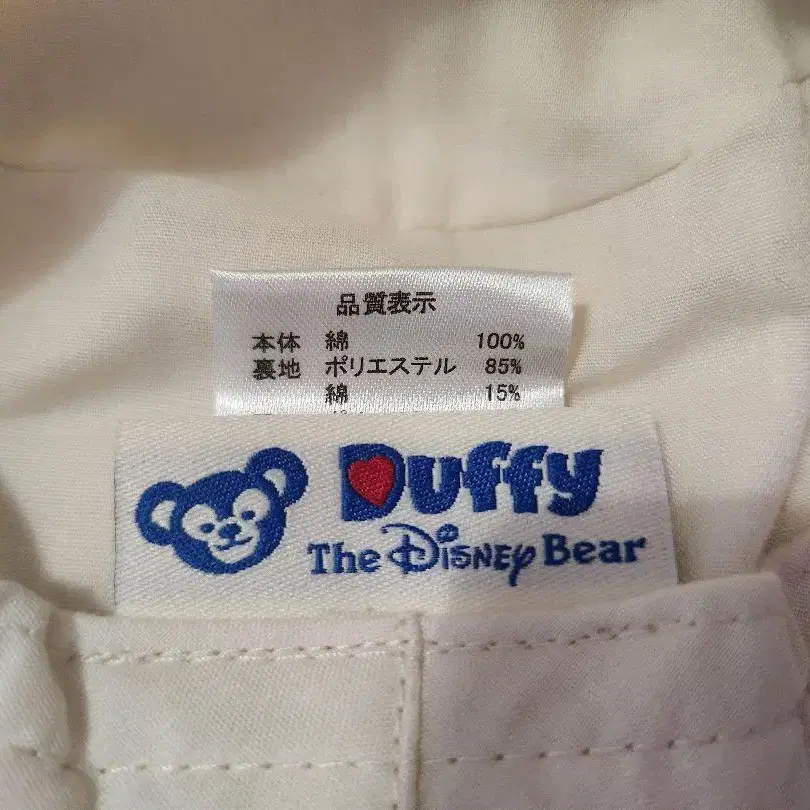 品質表示
本体 綿 100%
裏地 ポリエステル 85%
綿 15%
Duffy
The Disney Bear